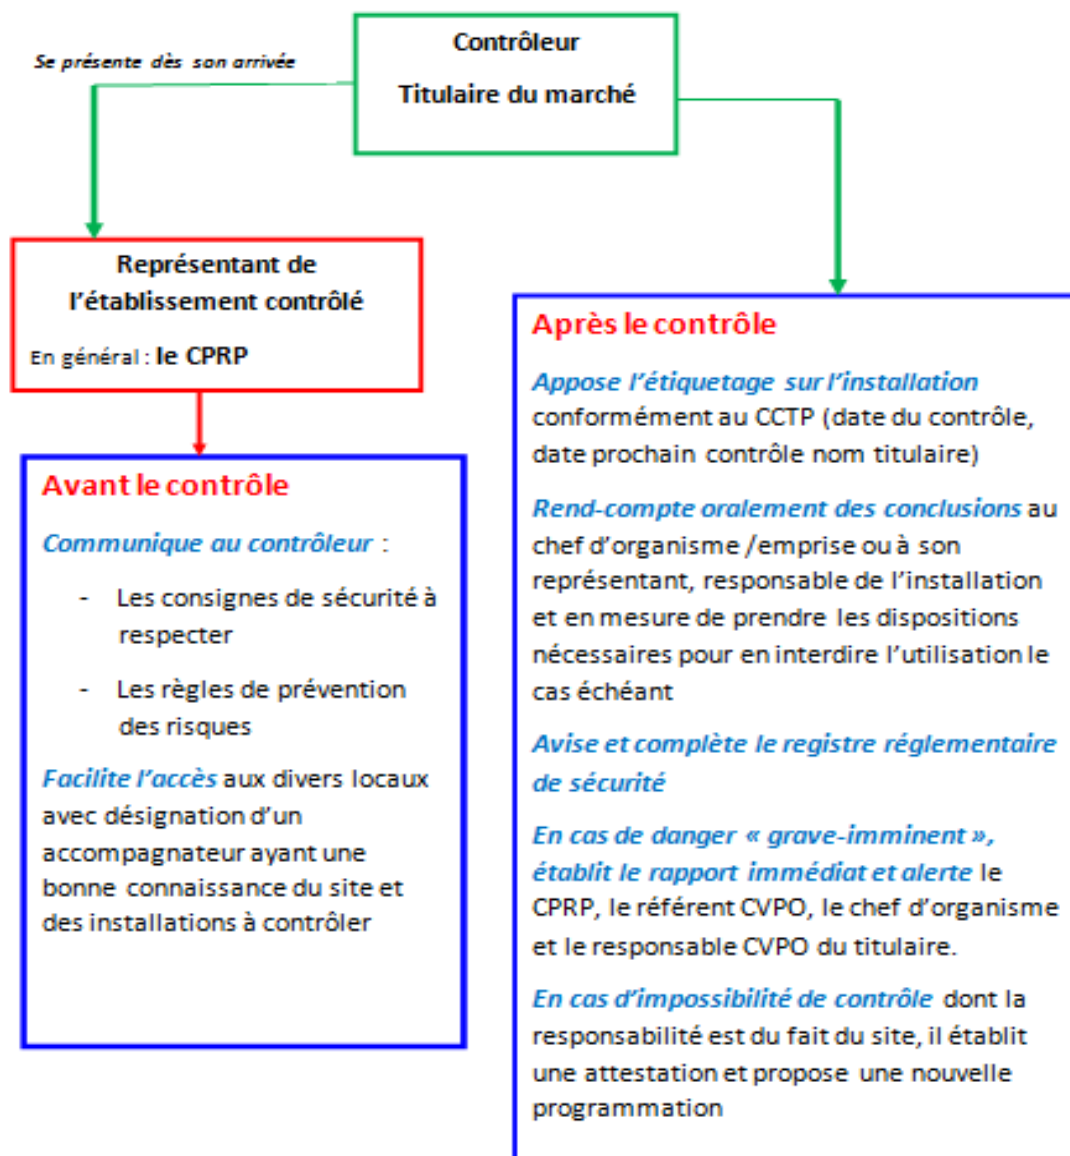 Contrôleur
Titulaire du marché
Se présente dès son arrivée
Représentant de
l'établissement contrôlé
En général : le CPRP
Avant le contrôle
Communique au contrôleur :
- Les consignes de sécurité à
respecter
- Les règles de prévention
des risques
Facilite l'accès aux divers locaux
avec désignation d'un
accompagnateur ayant une
bonne connaissance du site et
des installations à contrôler
Après le contrôle
Appose l'étiquetage sur l'installation
conformément au CCTP (date du contrôle,
date prochain contrôle nom titulaire)
Rend-compte oralement des conclusions au
chef d'organisme /emprise ou à son
représentant, responsable de l'installation
et en mesure de prendre les dispositions
nécessaires pour en interdire l'utilisation le
cas échéant
Avise et complète le registre réglementaire
de sécurité
En cas de danger « grave-imminent »,
établit le rapport immédiat et alerte le
CPRP, le référent CVPO, le chef d'organisme
et le responsable CVPO du titulaire.
En cas d'impossibilité de contrôle dont la
responsabilité est du fait du site, il établit
une attestation et propose une nouvelle
programmation